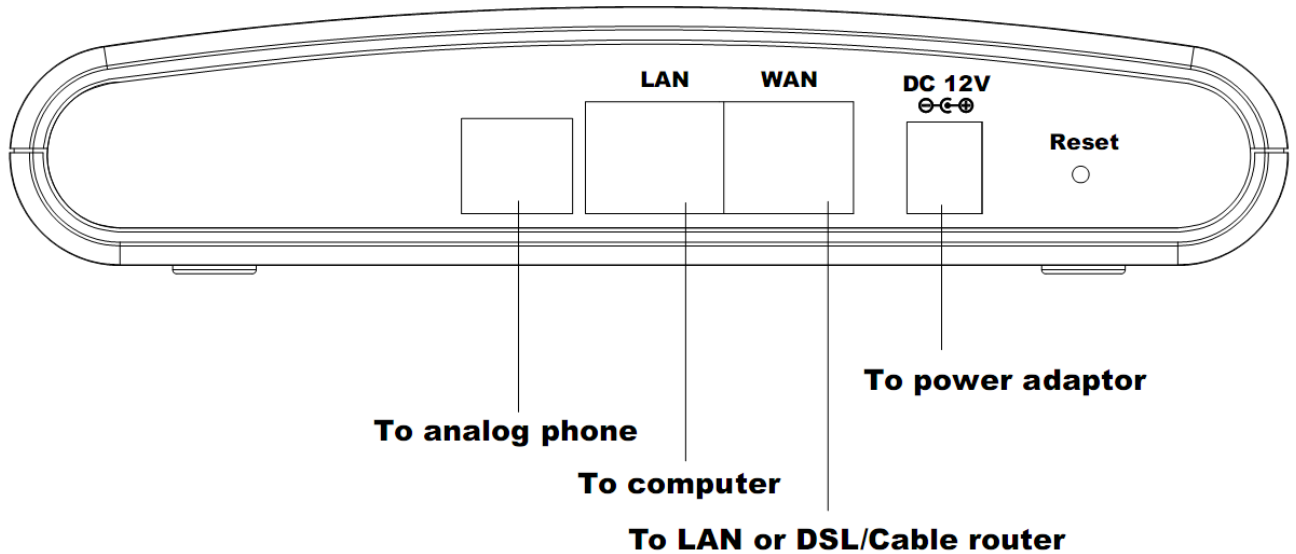 LAN
WAN
DC 12V
Reset
To power adaptor
To analog phone
To computer
To LAN or DSL/Cable router